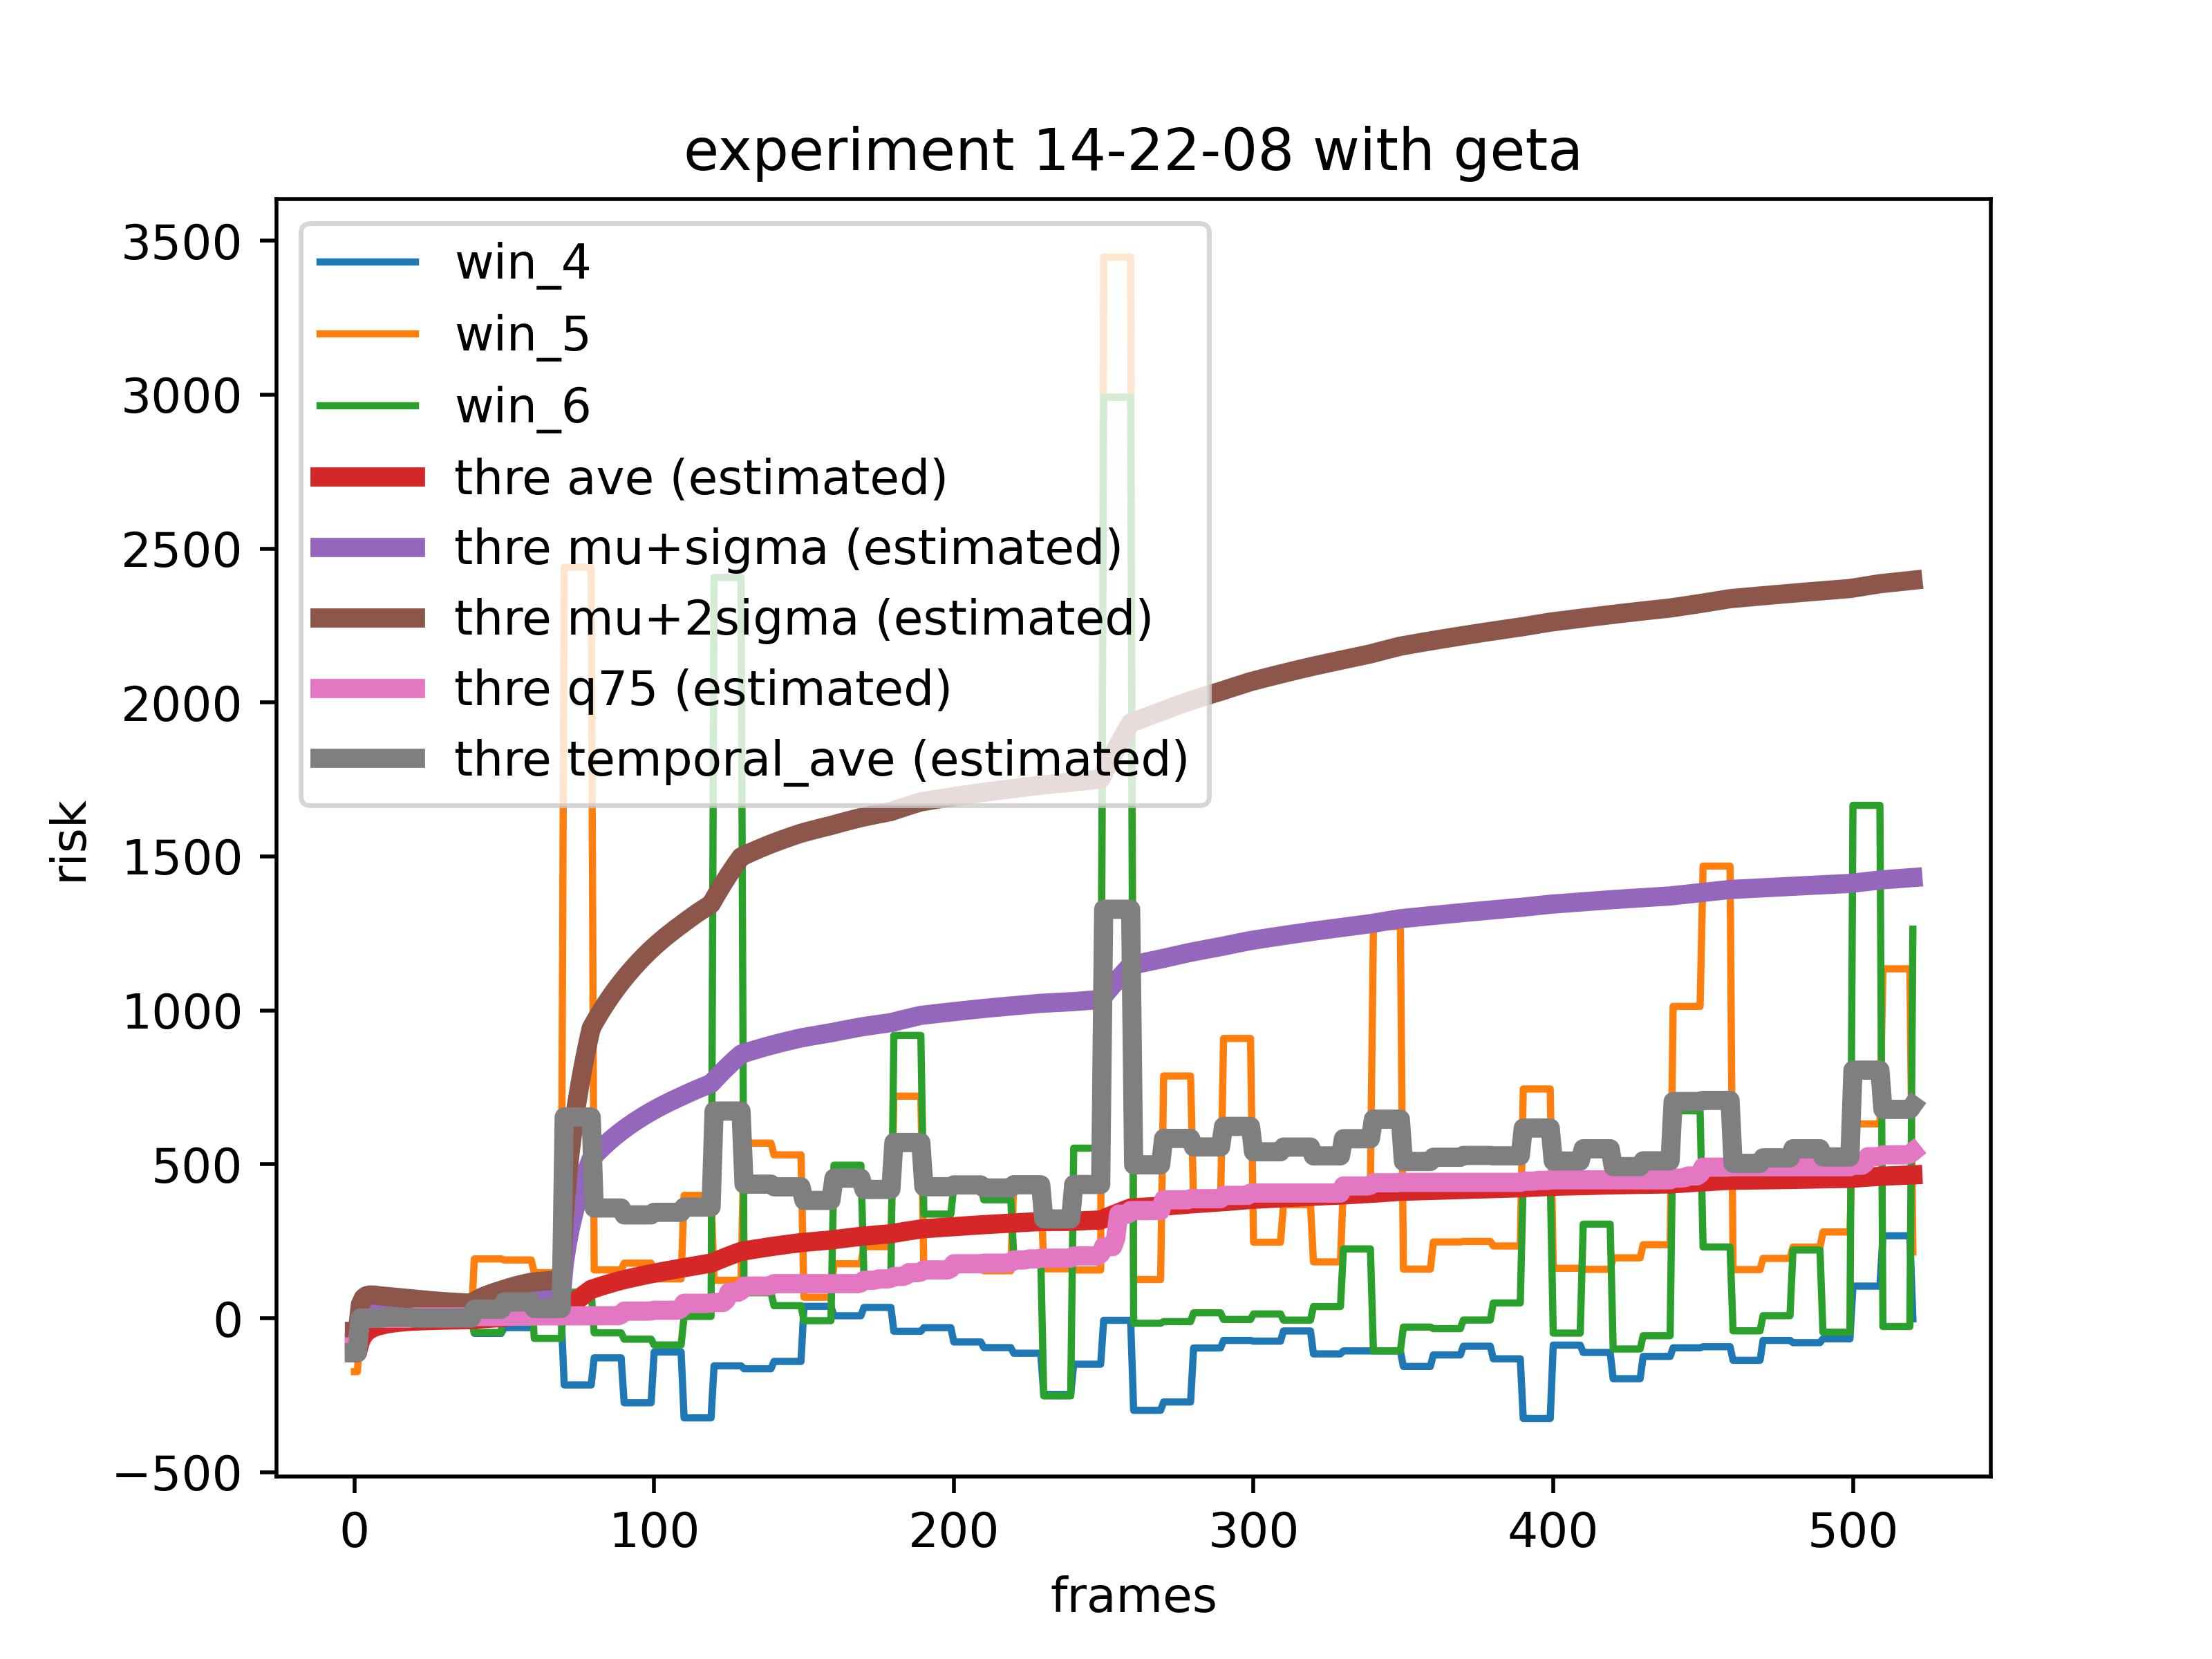 experiment 14-22-08 with geta
3500
3000
2500
2000
1500
1000
500
0
−500
risk
win_4
win_5
win_6
thre ave (estimated)
thre mu+sigma (estimated)
thre mu+2sigma (estimated)
thre q75 (estimated)
thre temporal_ave (estimated)
0 100 200 300 400 500
frames